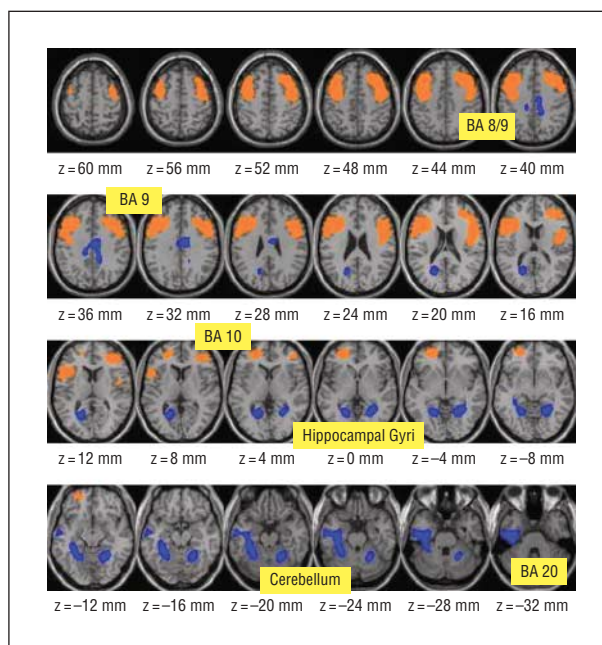 BA 8/9
z = 60 mm z = 56 mm z = 52 mm z = 48 mm z = 44 mm z = 40 mm
BA 9
z = 36 mm z = 32 mm z = 28 mm z = 24 mm z = 20 mm z = 16 mm
BA 10
z = 12 mm z = 8 mm z = 4 mm z = 0 mm z = –4 mm z = –8 mm
Hippocampal Gyri
Cerebellum
BA 20
z = –12 mm z = –16 mm z = –20 mm z = –24 mm z = –28 mm z = –32 mm